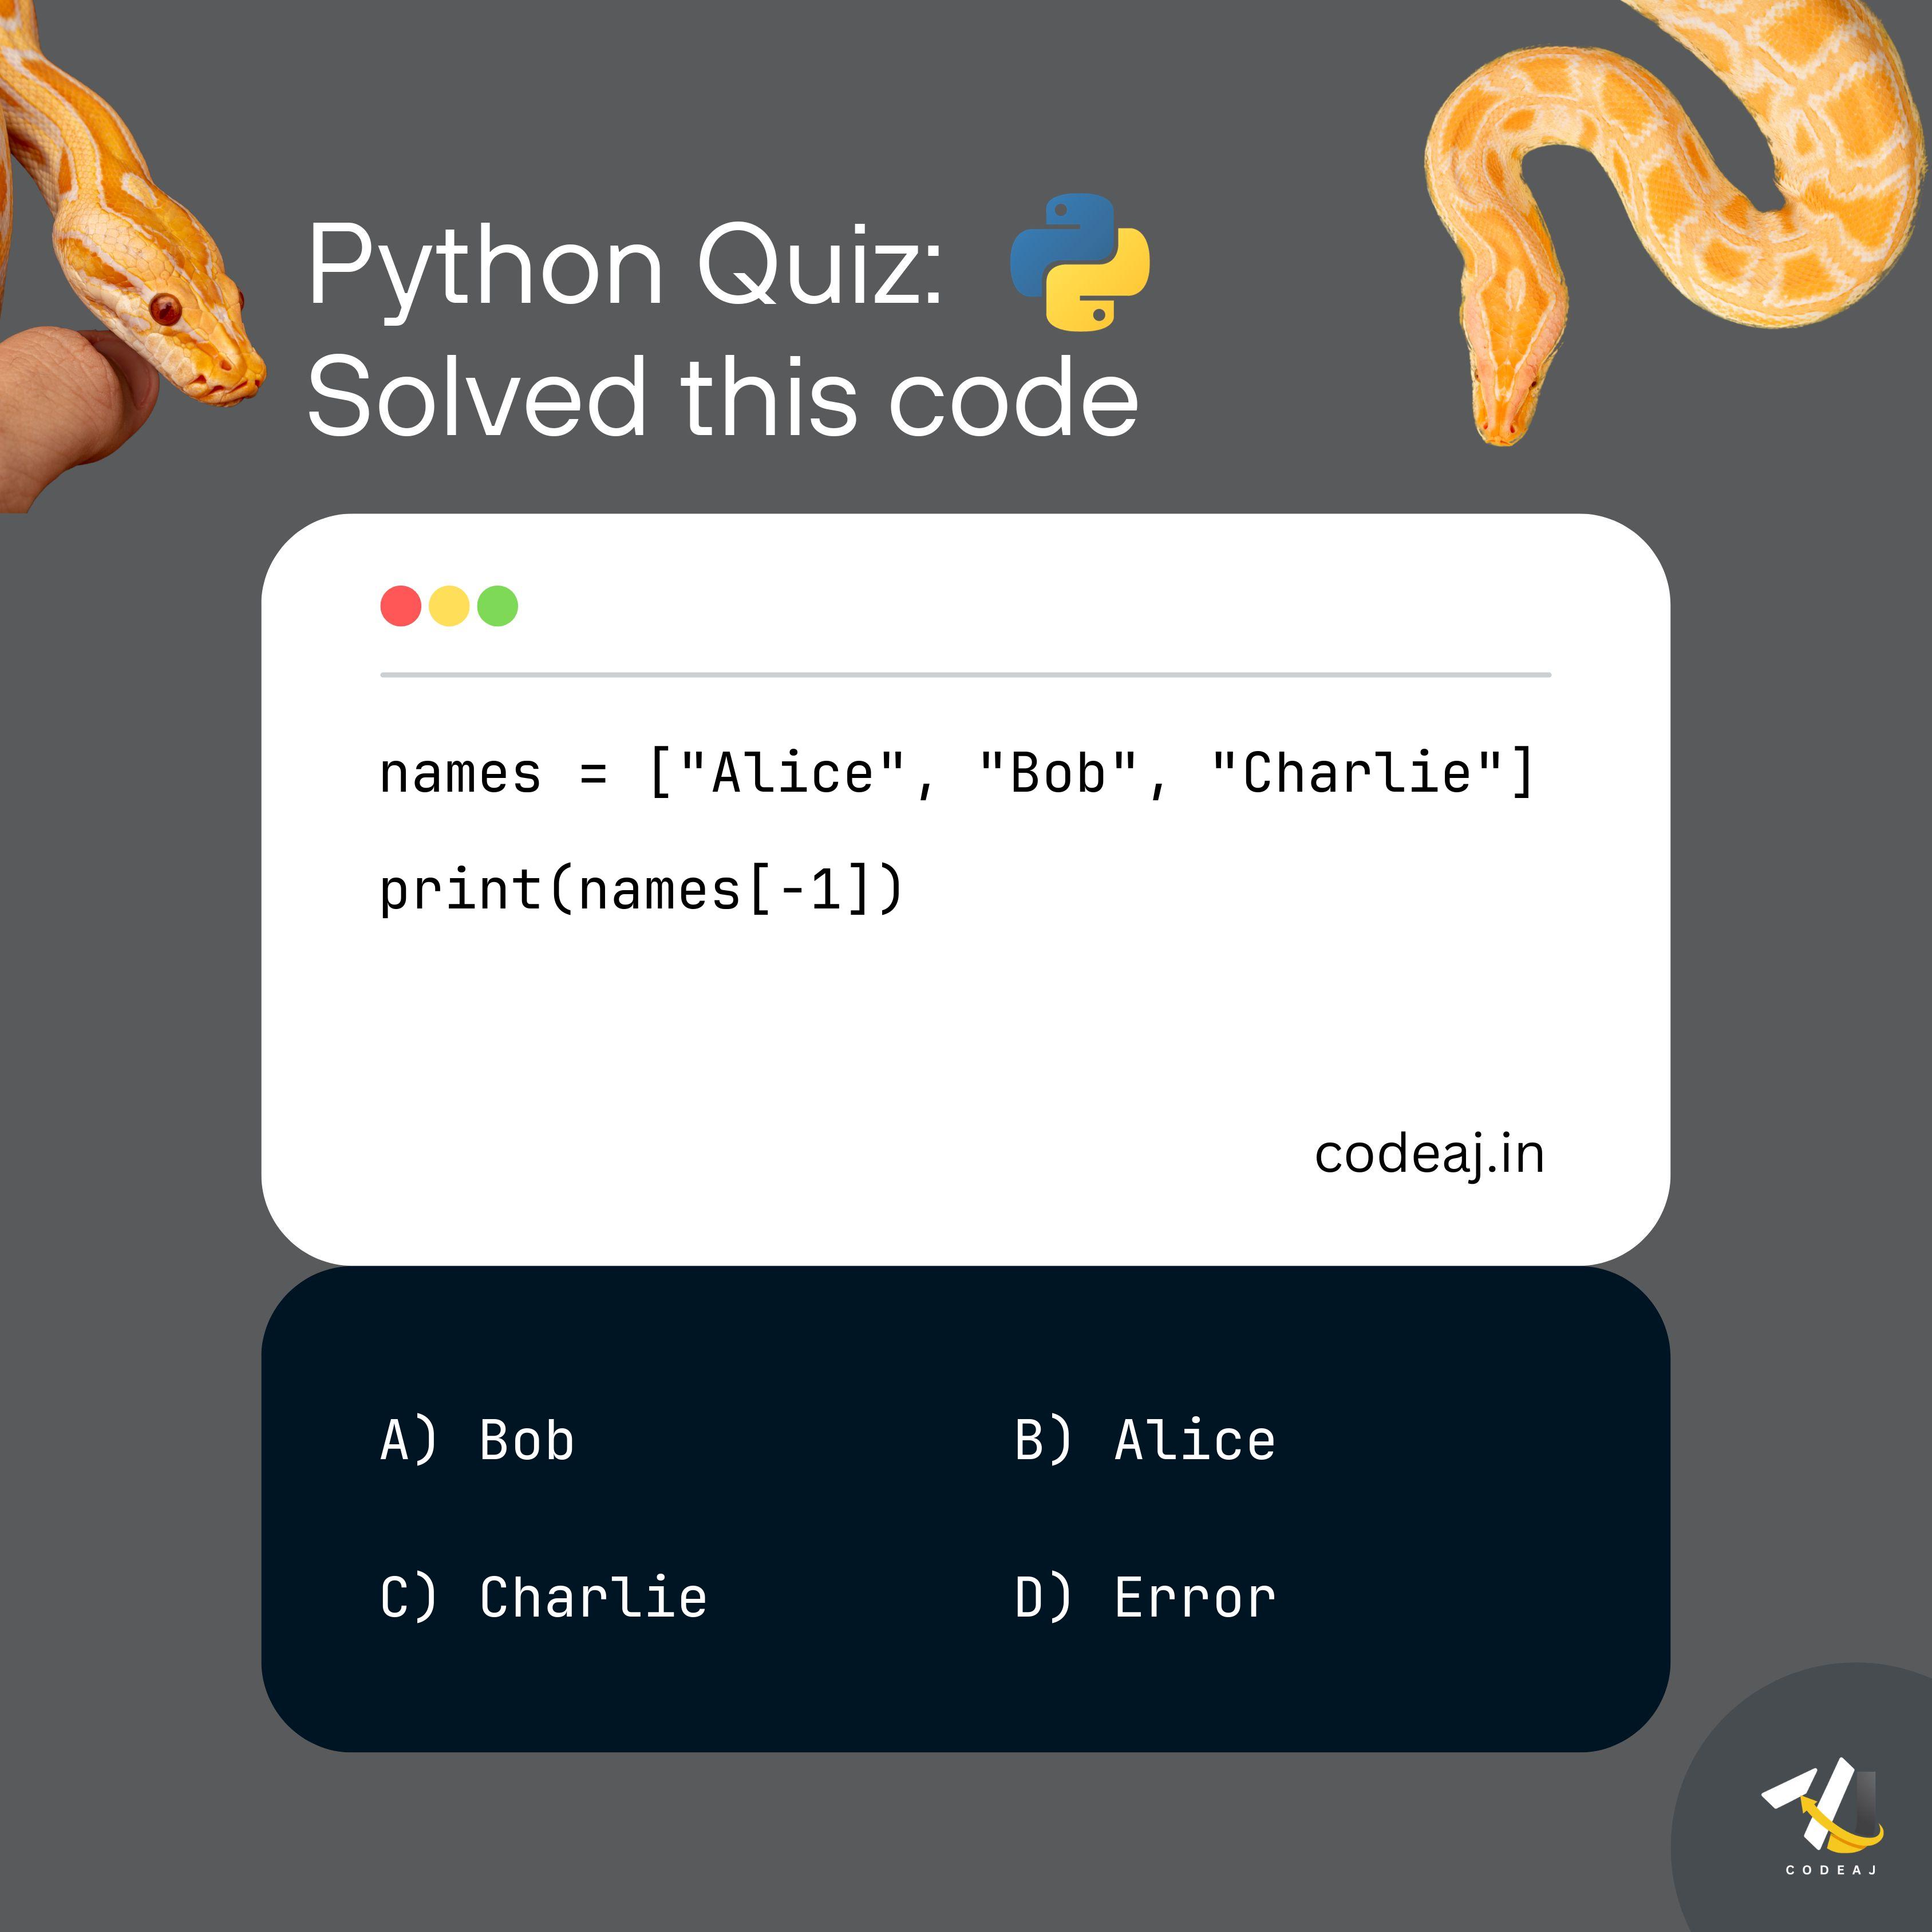 Python Quiz:
Solved this code
names = ["Alice", "Bob", "Charlie"]
print(names[-1])
codeaj.in
A) Bob
B) Alice
C) Charlie
D) Error
CODEAJ